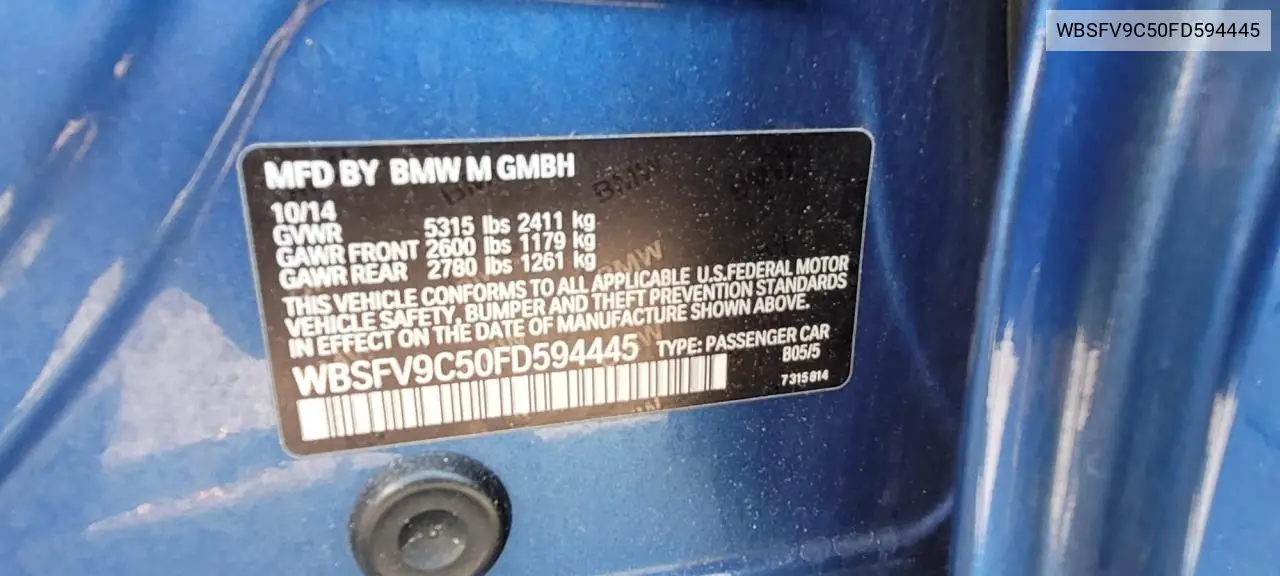 WBSFV9C50FD594445
MFD BY BMW M GMBH
10/14
GVWR 5315 lbs 2411 kg
GAWR FRONT 2600 lbs 1179 kg
GAWR REAR 2780 lbs 1261 kg
THIS VEHICLE CONFORMS TO ALL APPLICABLE U.S.FEDERAL MOTOR
VEHICLE SAFETY, BUMPER AND THEFT PREVENTION STANDARDS
IN EFFECT ON THE DATE OF MANUFACTURE SHOWN ABOVE.
WBSFV9C50FD594445 TYPE: PASSENGER CAR
B05/5
7315814